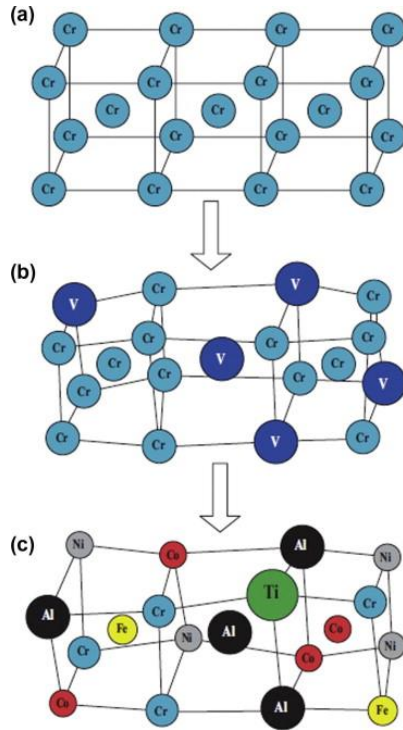 (a)
Cr Cr Cr Cr
Cr Cr Cr Cr
Cr Cr Cr
Cr Cr Cr Cr
Cr Cr Cr Cr
(b)
V Cr V Cr
Cr Cr Cr Cr
Cr V Cr
Cr Cr Cr V
Cr Cr V Cr
(c)
Ni Co Al Ni
Al Cr Ti Cr
Fe Al Co
Cr Ni Co Ni
Co Cr Al Fe